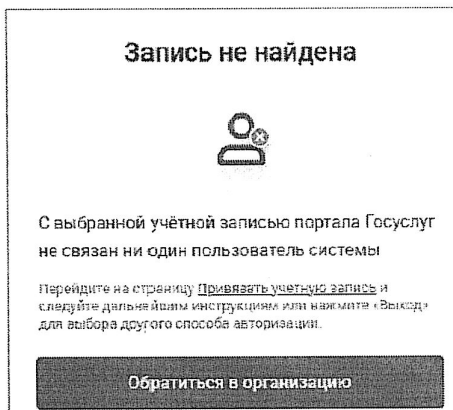 Запись не найдена
С выбранной учётной записью портала Госуслуг
не связан ни один пользователь системы
Перейдите на страницу Привязать учетную запись и
следуйте дальнейшим инструкциям или нажмите «Выход»
для выбора другого способа авторизации.
Обратиться в организацию